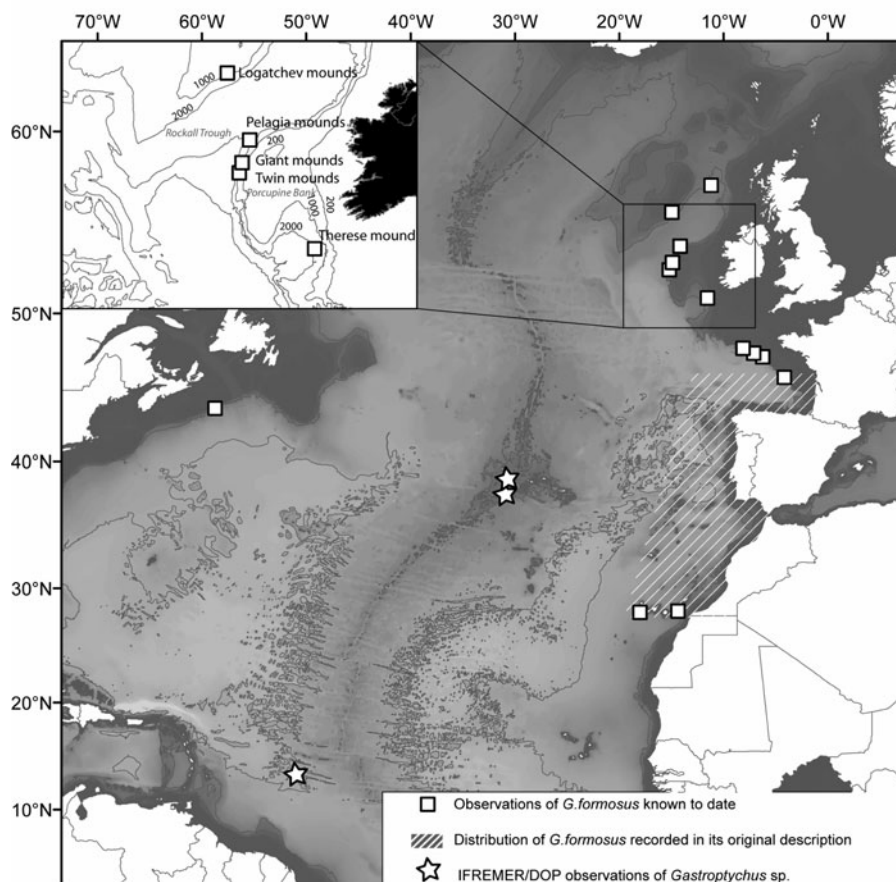 70°W 60°W 50°W 40°W 30°W 20°W 10°W 0°W
Logatchev mounds
1000
2000
Pelagia mounds
Rockall Trough
200
Giant mounds
Twin mounds
Porcupine Bank
1000
200
2000
Therese mound
60°N
50°N
40°N
30°N
20°N
10°N
Observations of G.formosus known to date
Distribution of G.formosus recorded in its original description
IFREMER/DOP observations of Gastroptychus sp.